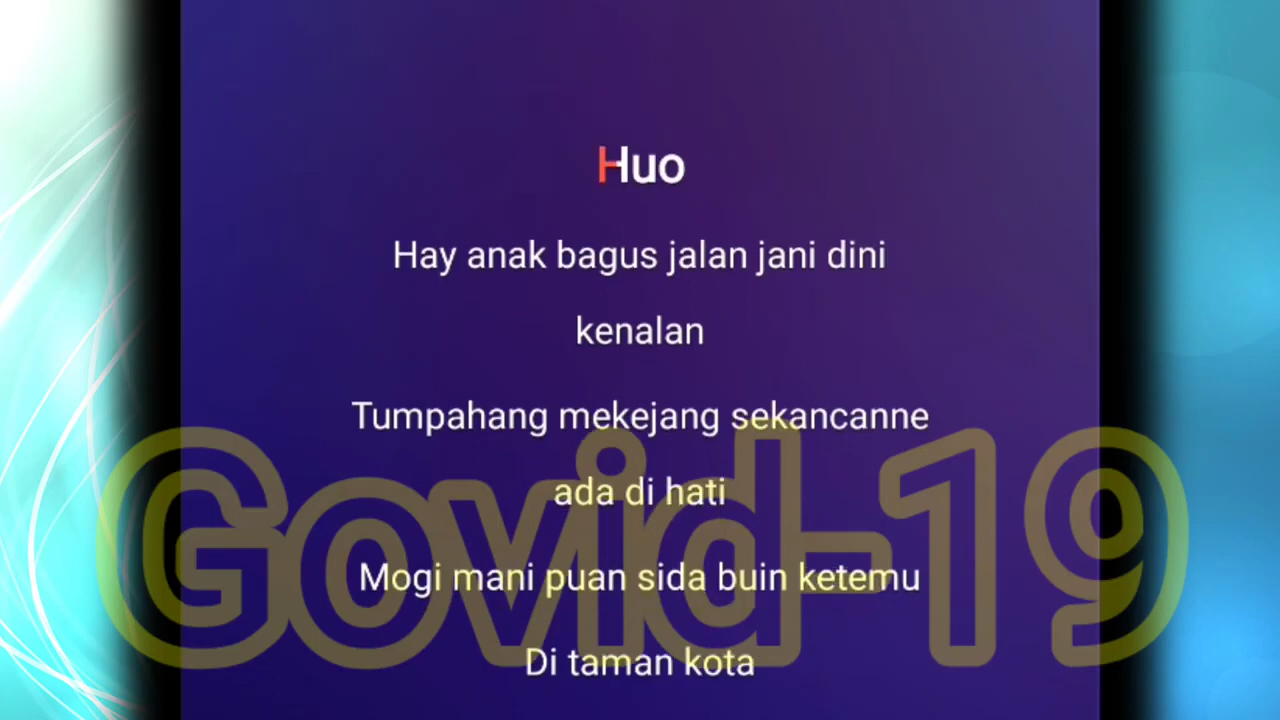 Huo
Hay anak bagus jalan jani dini
kenalan
Tumpahang mekejang sekancanne
ada di hati
Mogi mani puan sida buin ketemu
Di taman kota
Govid-19